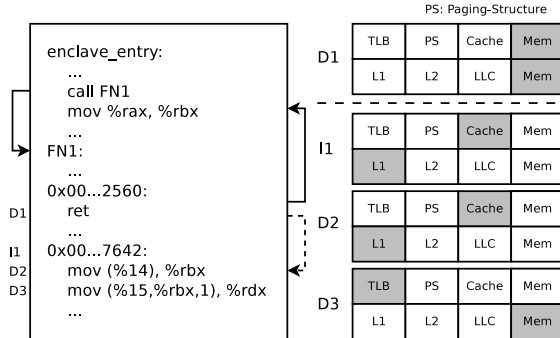 PS: Paging-Structure
enclave_entry:
...
call FN1
mov %rax, %rbx
...
FN1:
...
0x00...2560:
D1 ret
...
I1 0x00...7642:
D2 mov (%14), %rbx
D3 mov (%15,%rbx,1), %rdx
...
D1
TLB PS Cache Mem
L1 L2 LLC Mem
I1
TLB PS Cache Mem
L1 L2 LLC Mem
D2
TLB PS Cache Mem
L1 L2 LLC Mem
D3
TLB PS Cache Mem
L1 L2 LLC Mem